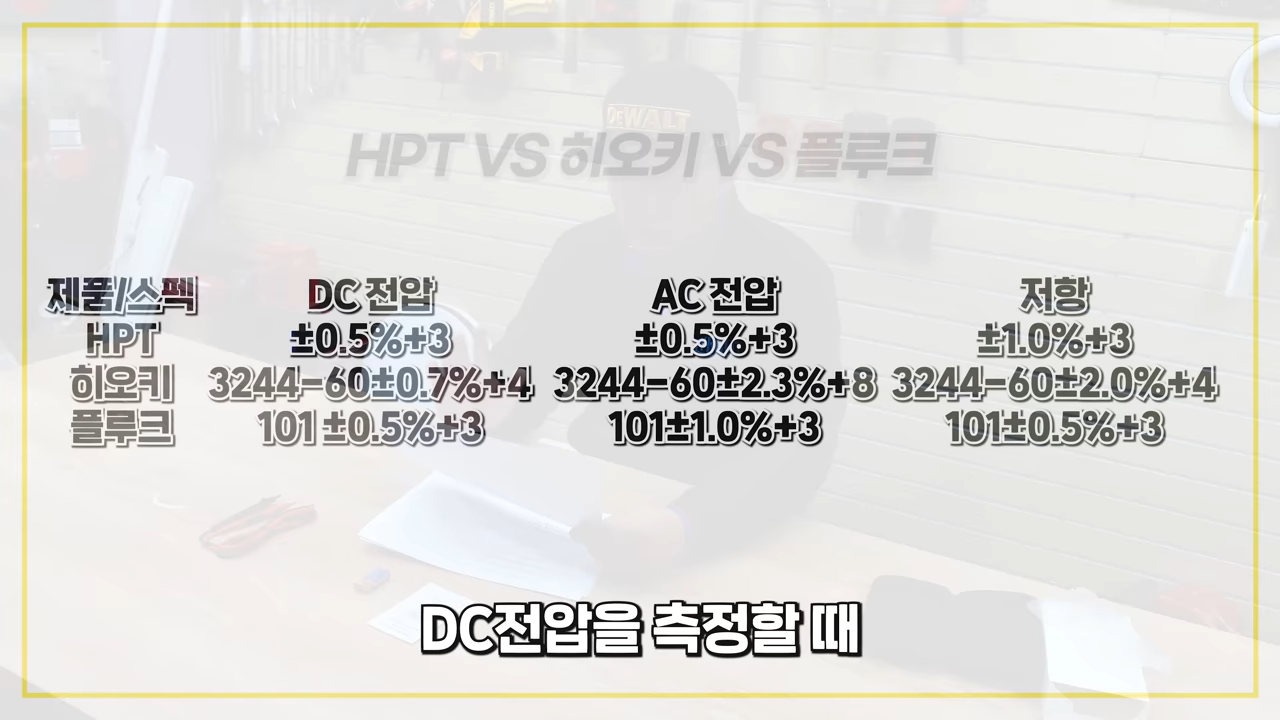 DEWALT
HPT VS 히오키 VS 플루크
제품/스펙 DC 전압 AC 전압 저항
HPT ±0.5%+3 ±0.5%+3 ±1.0%+3
히오키 3244-60±0.7%+4 3244-60±2.3%+8 3244-60±2.0%+4
플루크 101±0.5%+3 101±1.0%+3 101±0.5%+3
DC전압을 측정할 때